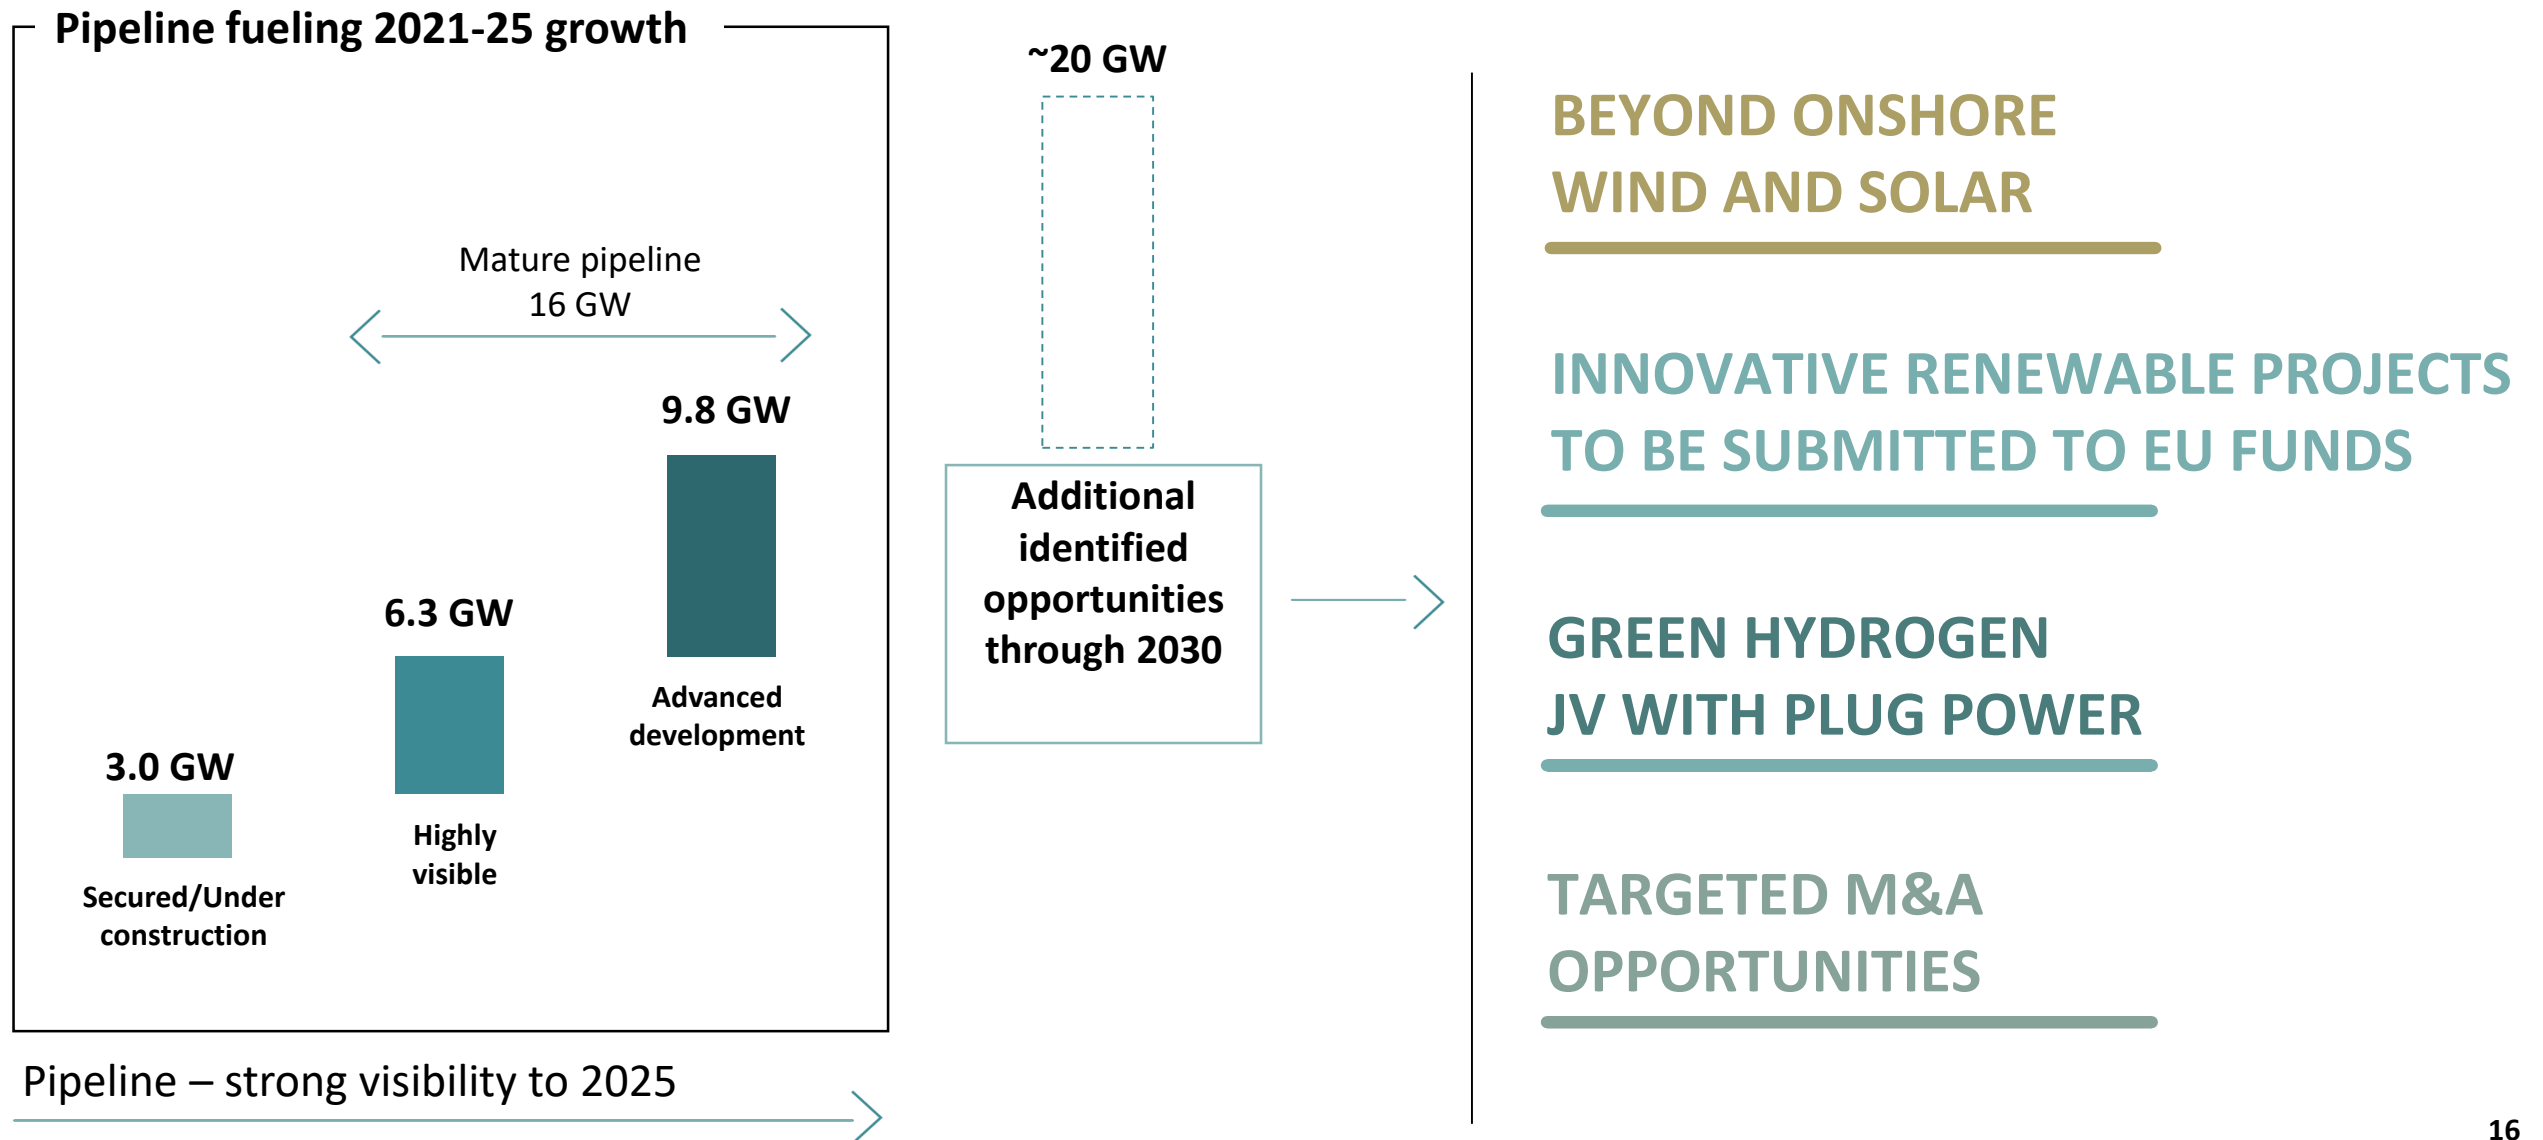 Pipeline fueling 2021-25 growth
Mature pipeline
16 GW
9.8 GW
Advanced
development
6.3 GW
Highly
visible
3.0 GW
Secured/Under
construction
Pipeline – strong visibility to 2025
~20 GW
Additional
identified
opportunities
through 2030
BEYOND ONSHORE
WIND AND SOLAR
INNOVATIVE RENEWABLE PROJECTS
TO BE SUBMITTED TO EU FUNDS
GREEN HYDROGEN
JV WITH PLUG POWER
TARGETED M&A
OPPORTUNITIES
16